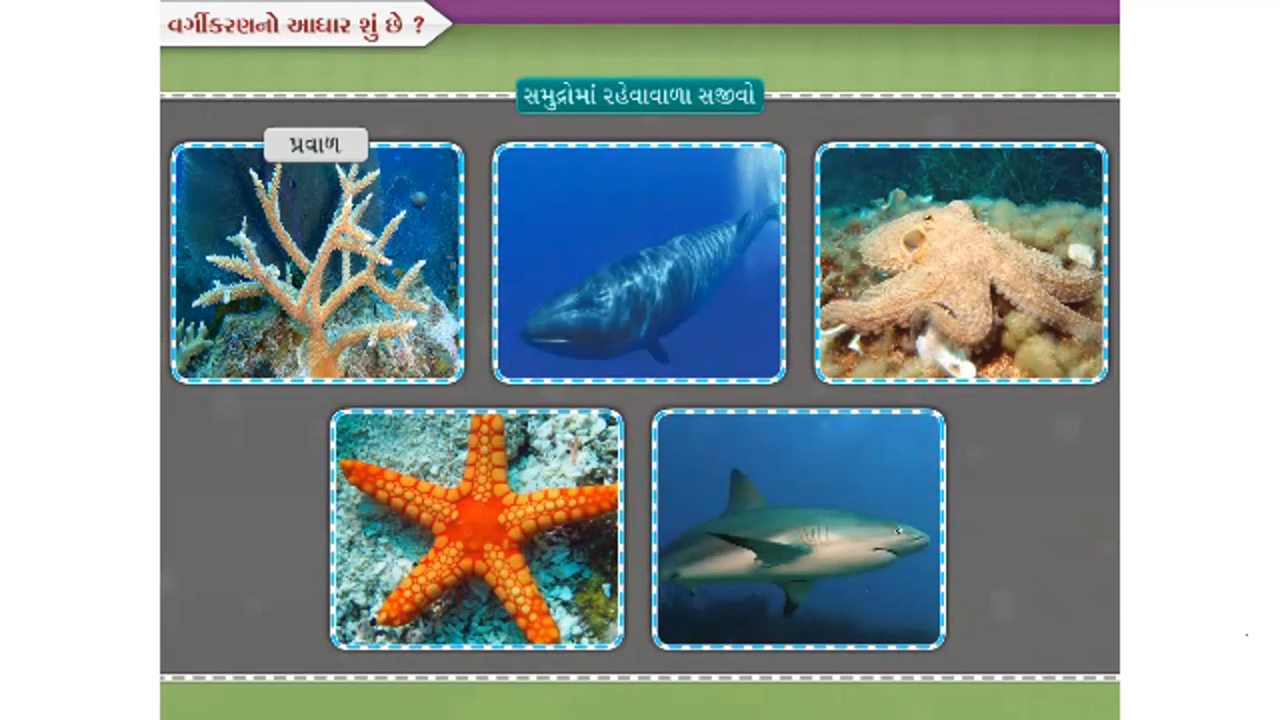 વર્ગીકરણનો આધાર શું છે ?
સમુદ્રોમાં રહેવાવાળા સજીવો
પ્રવાળ